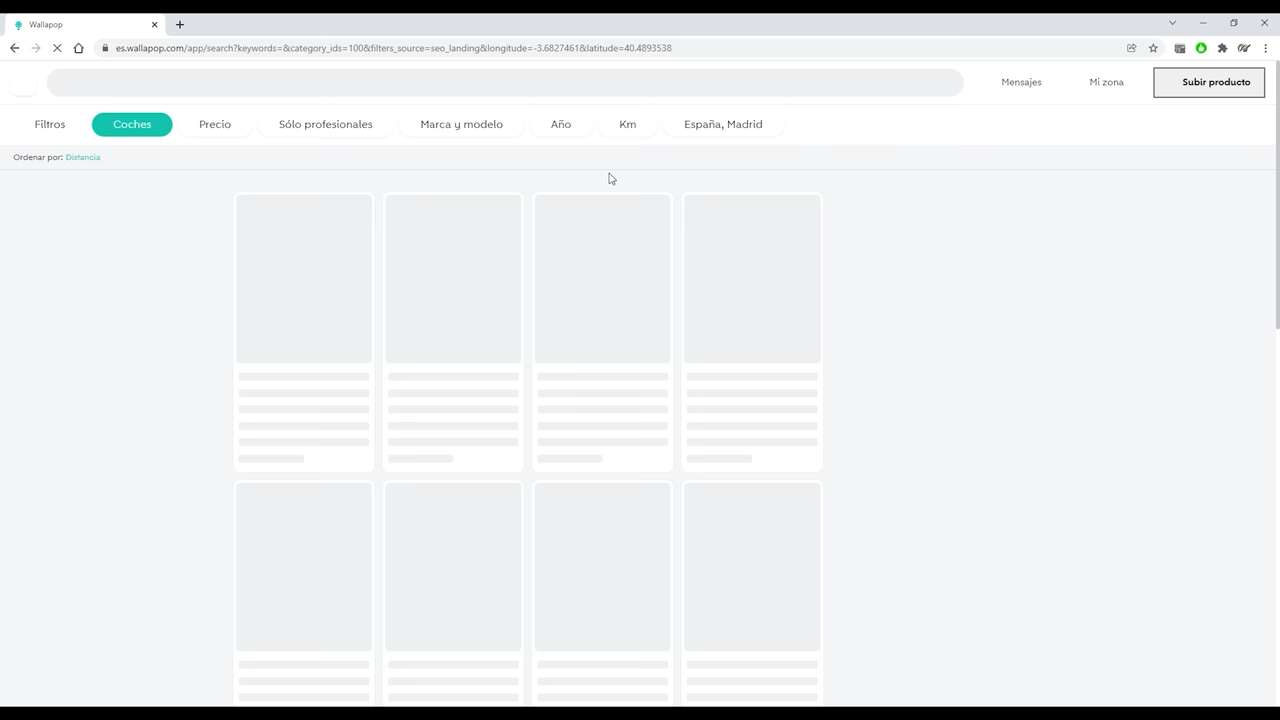 Wallapop
es.wallapop.com/app/search?keywords=&category_ids=100&filters_source=seo_landing&longitude=-3.6827461&latitude=40.4893538
Mensajes
Mi zona
Subir producto
Filtros
Coches
Precio
Sólo profesionales
Marca y modelo
Año
Km
España, Madrid
Ordenar por: Distancia